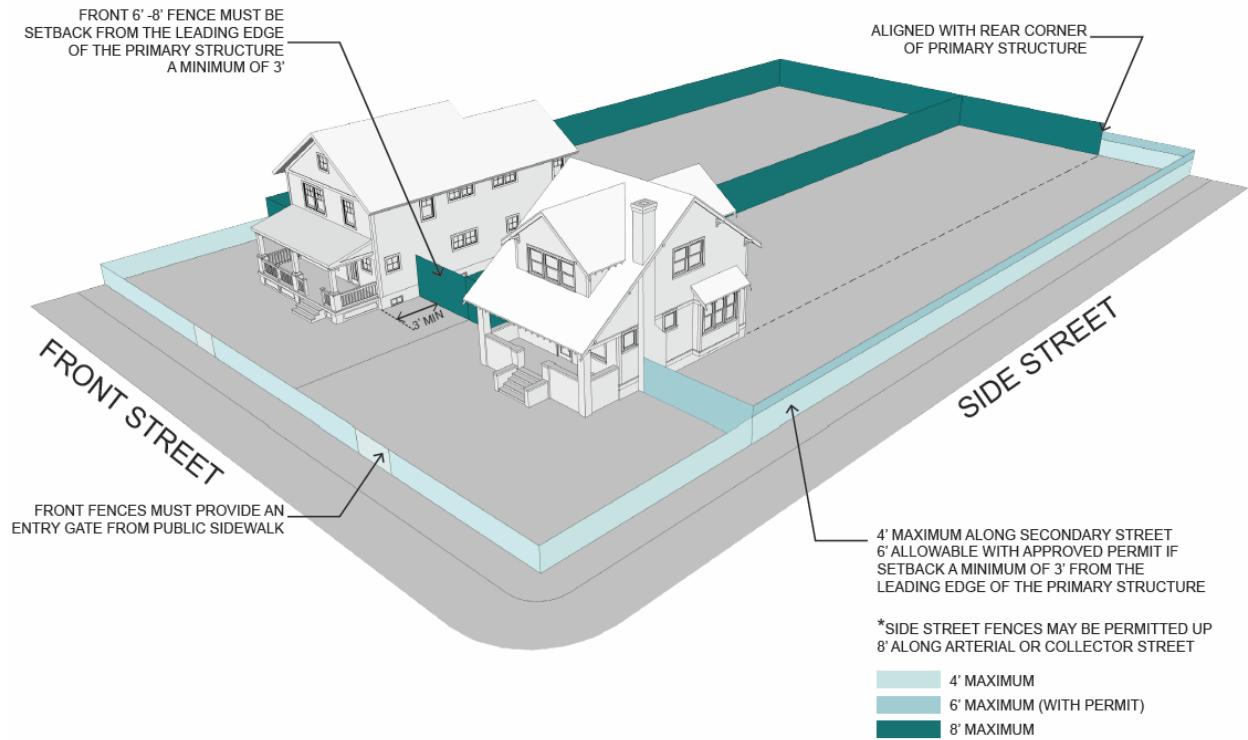 FRONT 6' -8' FENCE MUST BE
SETBACK FROM THE LEADING EDGE
OF THE PRIMARY STRUCTURE
A MINIMUM OF 3'
ALIGNED WITH REAR CORNER
OF PRIMARY STRUCTURE
3' MIN
FRONT STREET
SIDE STREET
FRONT FENCES MUST PROVIDE AN
ENTRY GATE FROM PUBLIC SIDEWALK
4' MAXIMUM ALONG SECONDARY STREET
6' ALLOWABLE WITH APPROVED PERMIT IF
SETBACK A MINIMUM OF 3' FROM THE
LEADING EDGE OF THE PRIMARY STRUCTURE
*SIDE STREET FENCES MAY BE PERMITTED UP
8' ALONG ARTERIAL OR COLLECTOR STREET
4' MAXIMUM
6' MAXIMUM (WITH PERMIT)
8' MAXIMUM